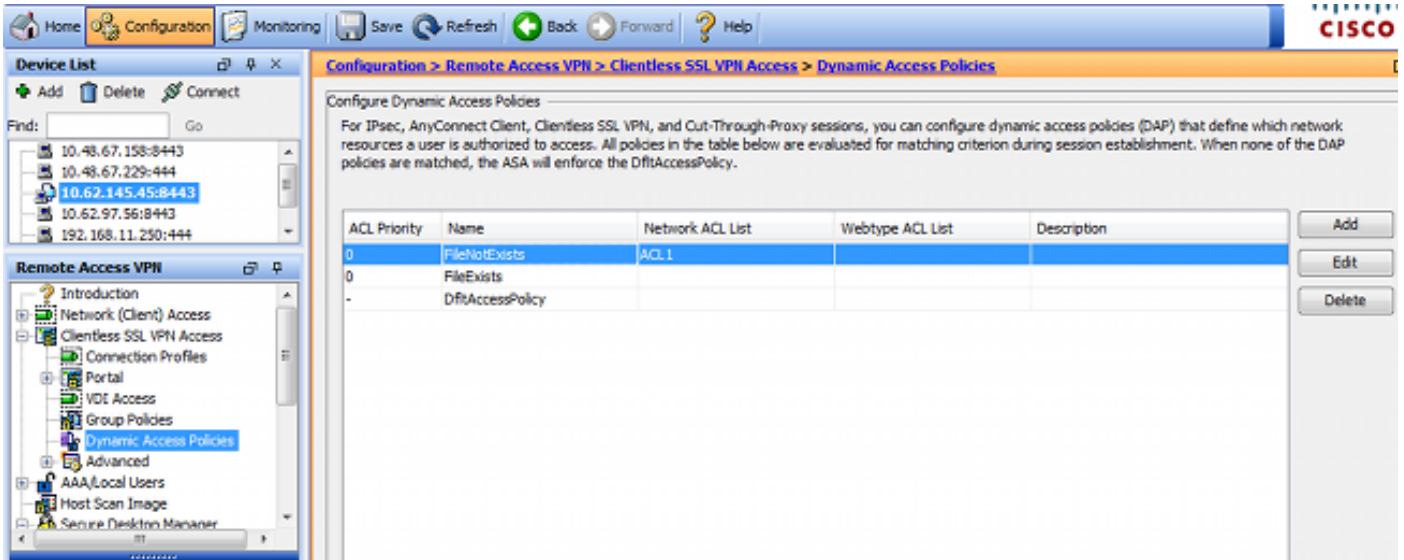 Home Configuration Monitoring Save Refresh Back Forward Help
CISCO
Device List
Add Delete Connect
Find: Go
10.48.67.158:8443
10.48.67.229:444
10.62.145.45:8443
10.62.97.56:8443
192.168.11.250:444
Remote Access VPN
Introduction
Network (Client) Access
Clientless SSL VPN Access
Connection Profiles
Portal
VDI Access
Group Policies
Dynamic Access Policies
Advanced
AAA/Local Users
Host Scan Image
Secure Desktop Manager
Configuration > Remote Access VPN > Clientless SSL VPN Access > Dynamic Access Policies
Configure Dynamic Access Policies
For IPsec, AnyConnect Client, Clientless SSL VPN, and Cut-Through-Proxy sessions, you can configure dynamic access policies (DAP) that define which network
resources a user is authorized to access. All policies in the table below are evaluated for matching criterion during session establishment. When none of the DAP
policies are matched, the ASA will enforce the DfltAccessPolicy.
ACL Priority Name Network ACL List Webtype ACL List Description
0 FileNotExists ACL1
0 FileExists
- DfltAccessPolicy
Add
Edit
Delete